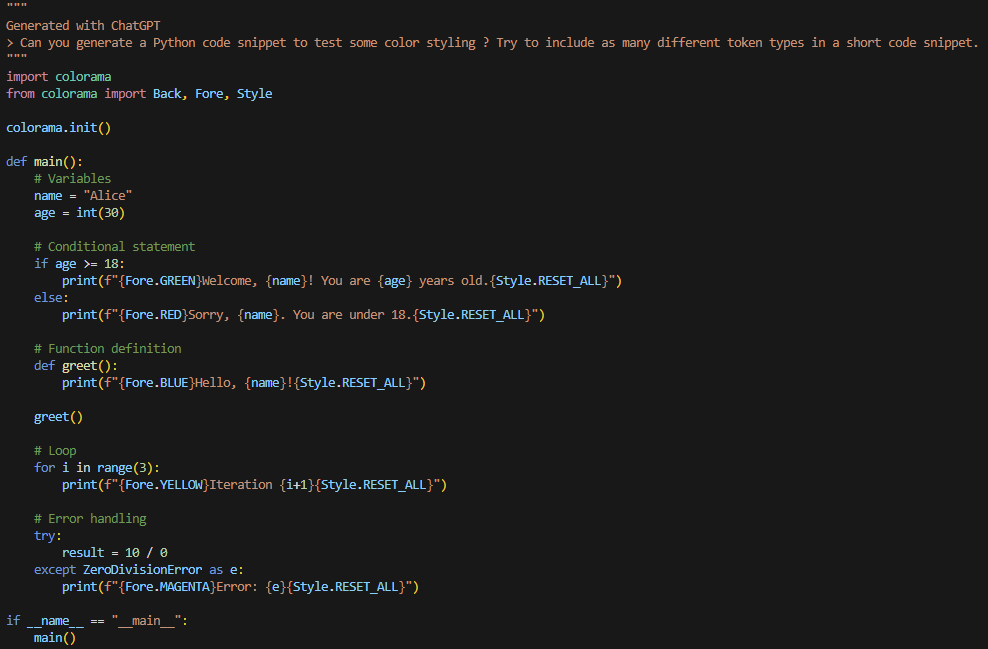 """
Generated with ChatGPT
> Can you generate a Python code snippet to test some color styling ? Try to include as many different token types in a short code snippet.
"""
import colorama
from colorama import Back, Fore, Style

colorama.init()

def main():
    # Variables
    name = "Alice"
    age = int(30)

    # Conditional statement
    if age >= 18:
        print(f"{Fore.GREEN}Welcome, {name}! You are {age} years old.{Style.RESET_ALL}")
    else:
        print(f"{Fore.RED}Sorry, {name}. You are under 18.{Style.RESET_ALL}")

    # Function definition
    def greet():
        print(f"{Fore.BLUE}Hello, {name}!{Style.RESET_ALL}")

    greet()

    # Loop
    for i in range(3):
        print(f"{Fore.YELLOW}Iteration {i+1}{Style.RESET_ALL}")

    # Error handling
    try:
        result = 10 / 0
    except ZeroDivisionError as e:
        print(f"{Fore.MAGENTA}Error: {e}{Style.RESET_ALL}")

if __name__ == "__main__":
    main()